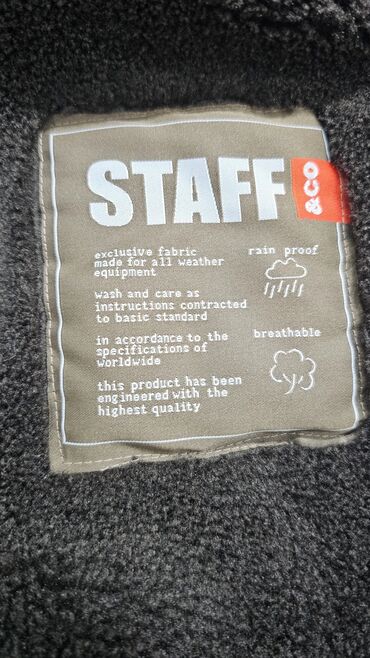 STAFF
&CO
exclusive fabric
made for all weather
equipment
rain proof
wash and care as
instructions contracted
to basic standard
in accordance to the
specifications of
worldwide
breathable
this product has been
engineered with the
highest quality